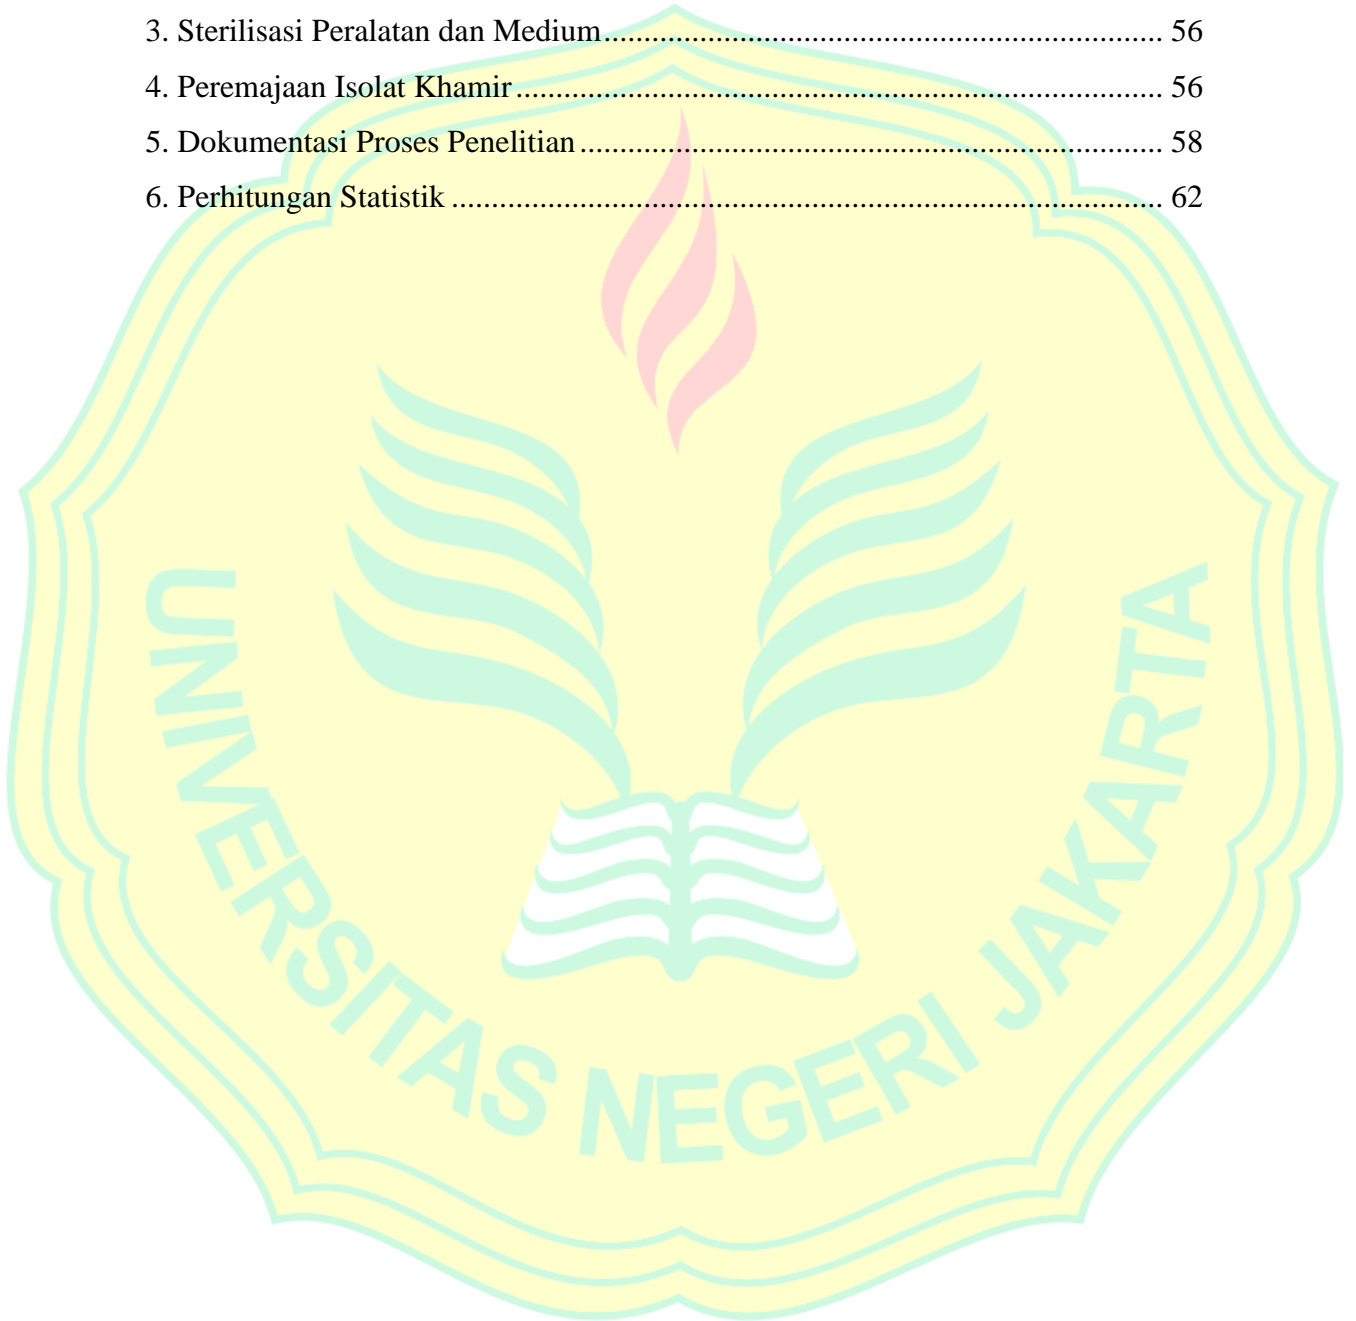 3. Sterilisasi Peralatan dan Medium...................................................................... 56
4. Peremajaan Isolat Khamir ................................................................................. 56
5. Dokumentasi Proses Penelitian ......................................................................... 58
6. Perhitungan Statistik ......................................................................................... 62
UNIVERSITAS NEGERI JAKARTA